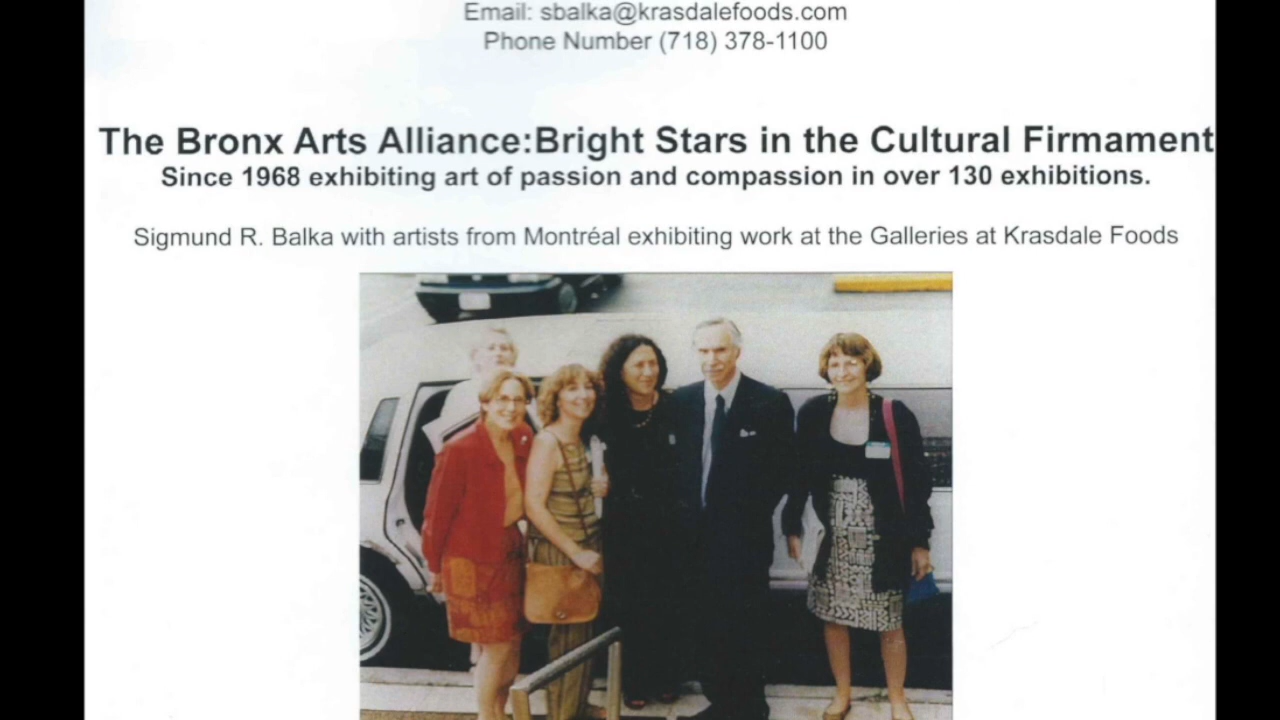 Email: sbalka@krasdalefoods.com
Phone Number (718) 378-1100
The Bronx Arts Alliance:Bright Stars in the Cultural Firmament
Since 1968 exhibiting art of passion and compassion in over 130 exhibitions.
Sigmund R. Balka with artists from Montréal exhibiting work at the Galleries at Krasdale Foods